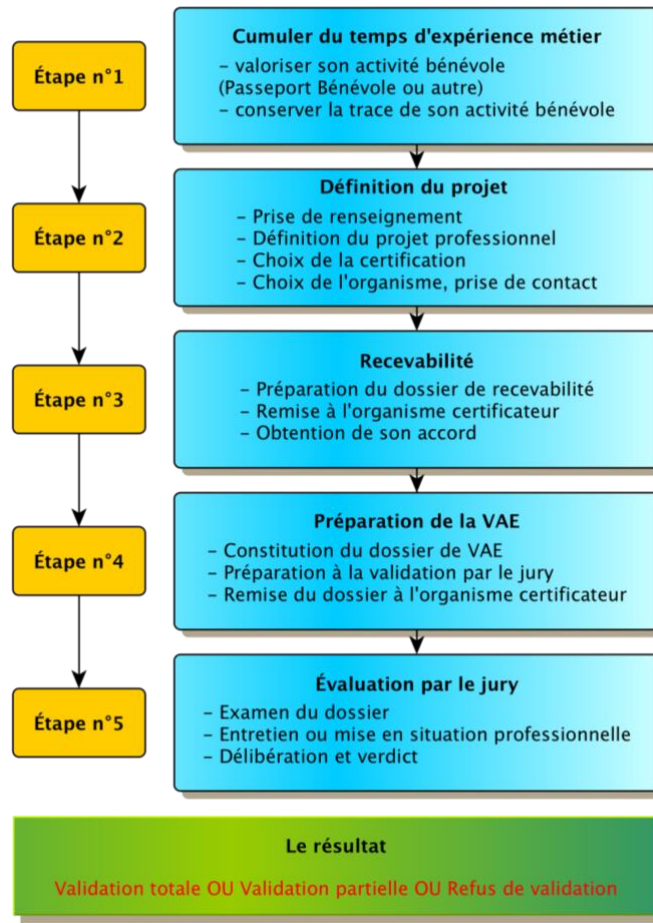 Étape n°1
Cumuler du temps d'expérience métier
– valoriser son activité bénévole
(Passeport Bénévole ou autre)
– conserver la trace de son activité bénévole
Étape n°2
Définition du projet
– Prise de renseignement
– Définition du projet professionnel
– Choix de la certification
– Choix de l'organisme, prise de contact
Étape n°3
Recevabilité
– Préparation du dossier de recevabilité
– Remise à l'organisme certificateur
– Obtention de son accord
Étape n°4
Préparation de la VAE
– Constitution du dossier de VAE
– Préparation à la validation par le jury
– Remise du dossier à l'organisme certificateur
Étape n°5
Évaluation par le jury
– Examen du dossier
– Entretien ou mise en situation professionnelle
– Délibération et verdict
Le résultat
Validation totale OU Validation partielle OU Refus de validation